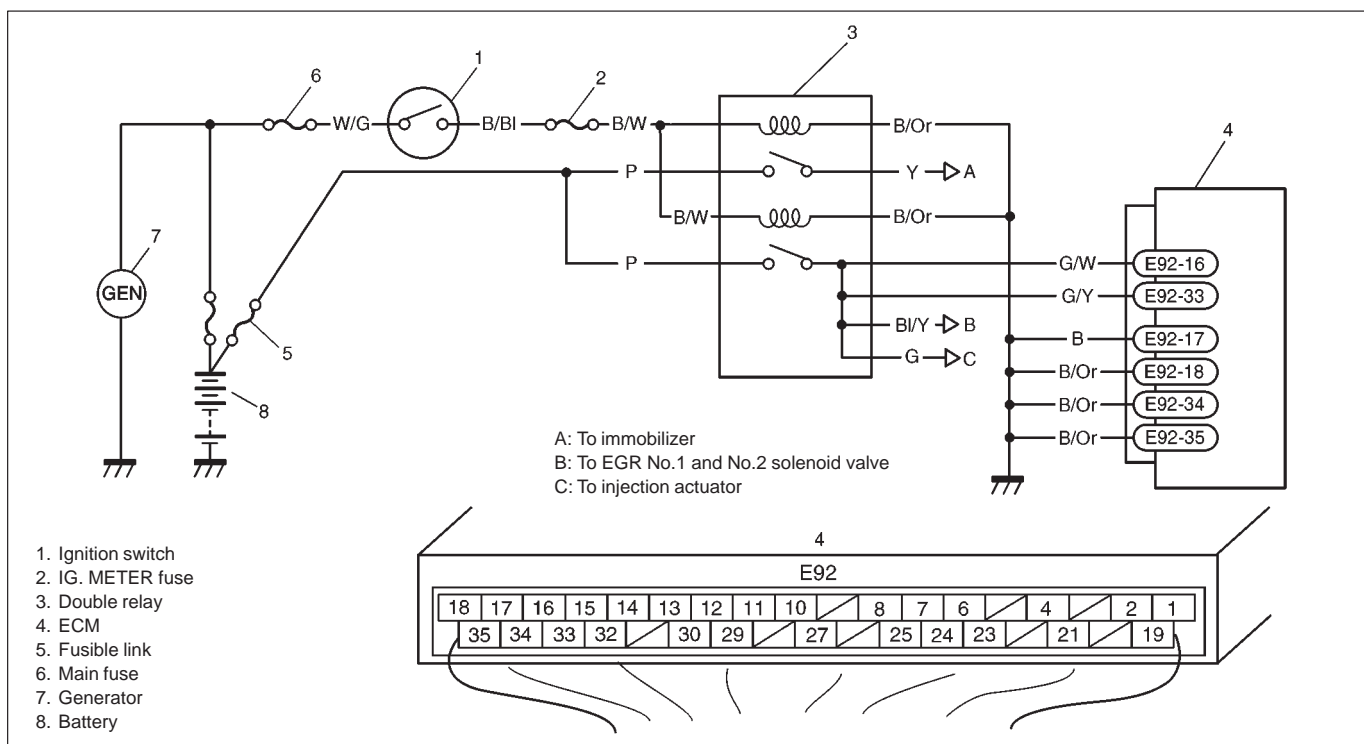 3
1
6
2
W/G
B/Bl
B/W
B/Or
4
P
Y
A
B/W
B/Or
7
GEN
P
G/W
E92-16
G/Y
E92-33
Bl/Y
B
5
B
E92-17
G
C
B/Or
E92-18
8
B/Or
E92-34
A: To immobilizer
B: To EGR No.1 and No.2 solenoid valve
C: To injection actuator
B/Or
E92-35
1. Ignition switch
2. IG. METER fuse
3. Double relay
4. ECM
5. Fusible link
6. Main fuse
7. Generator
8. Battery
4
E92
18 17 16 15 14 13 12 11 10 8 7 6 4 2 1
35 34 33 32 30 29 27 25 24 23 21 19